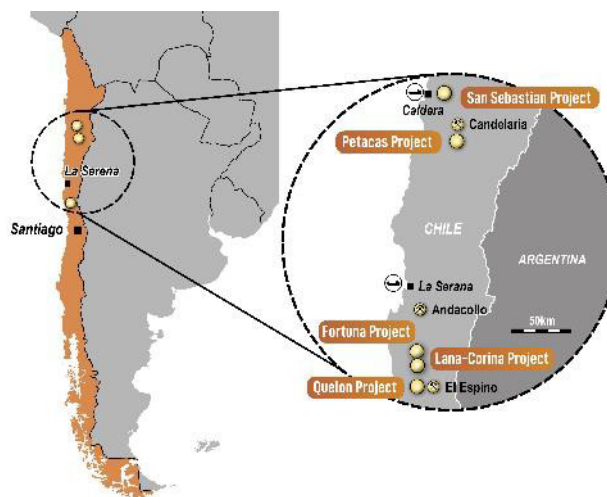 La Serena
Santiago
San Sebastian Project
Caldera
Candelaria
Petacas Project
CHILE
ARGENTINA
La Serana
Andacollo
50km
Fortuna Project
Lana-Corina Project
Quelon Project
El Espino